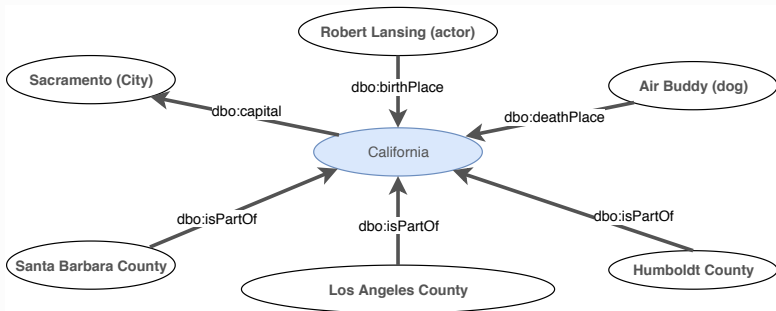 Robert Lansing (actor)
Sacramento (City)
dbo:birthPlace
Air Buddy (dog)
dbo:capital
dbo:deathPlace
California
dbo:isPartOf
dbo:isPartOf
dbo:isPartOf
Santa Barbara County
Los Angeles County
Humboldt County